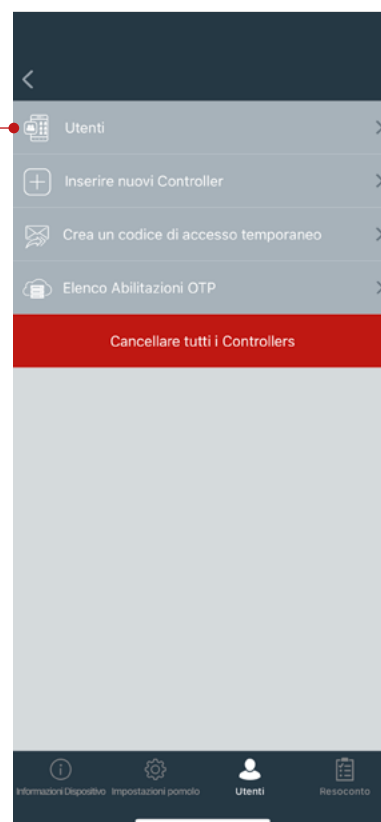 Utenti
Inserire nuovi Controller
Crea un codice di accesso temporaneo
Elenco Abilitazioni OTP
Cancellare tutti i Controllers
Informazioni Dispositivo Impostazioni pomolo Utenti Resoconto